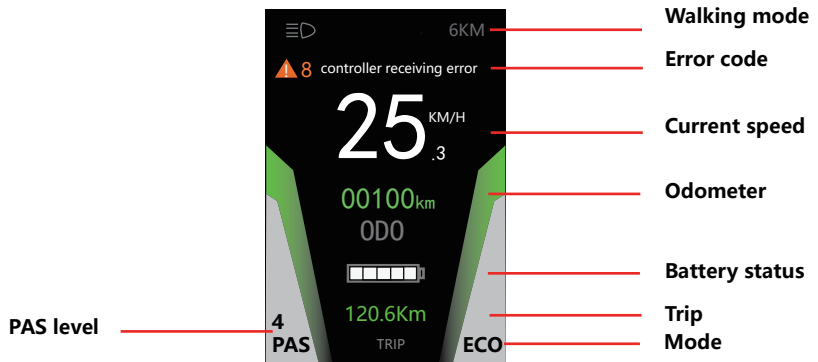 6KM
Walking mode
8 controller receiving error
Error code
25.3 KM/H
Current speed
00100km
Odometer
ODO
Battery status
120.6Km
Trip
PAS level
4
PAS
TRIP
ECO
Mode